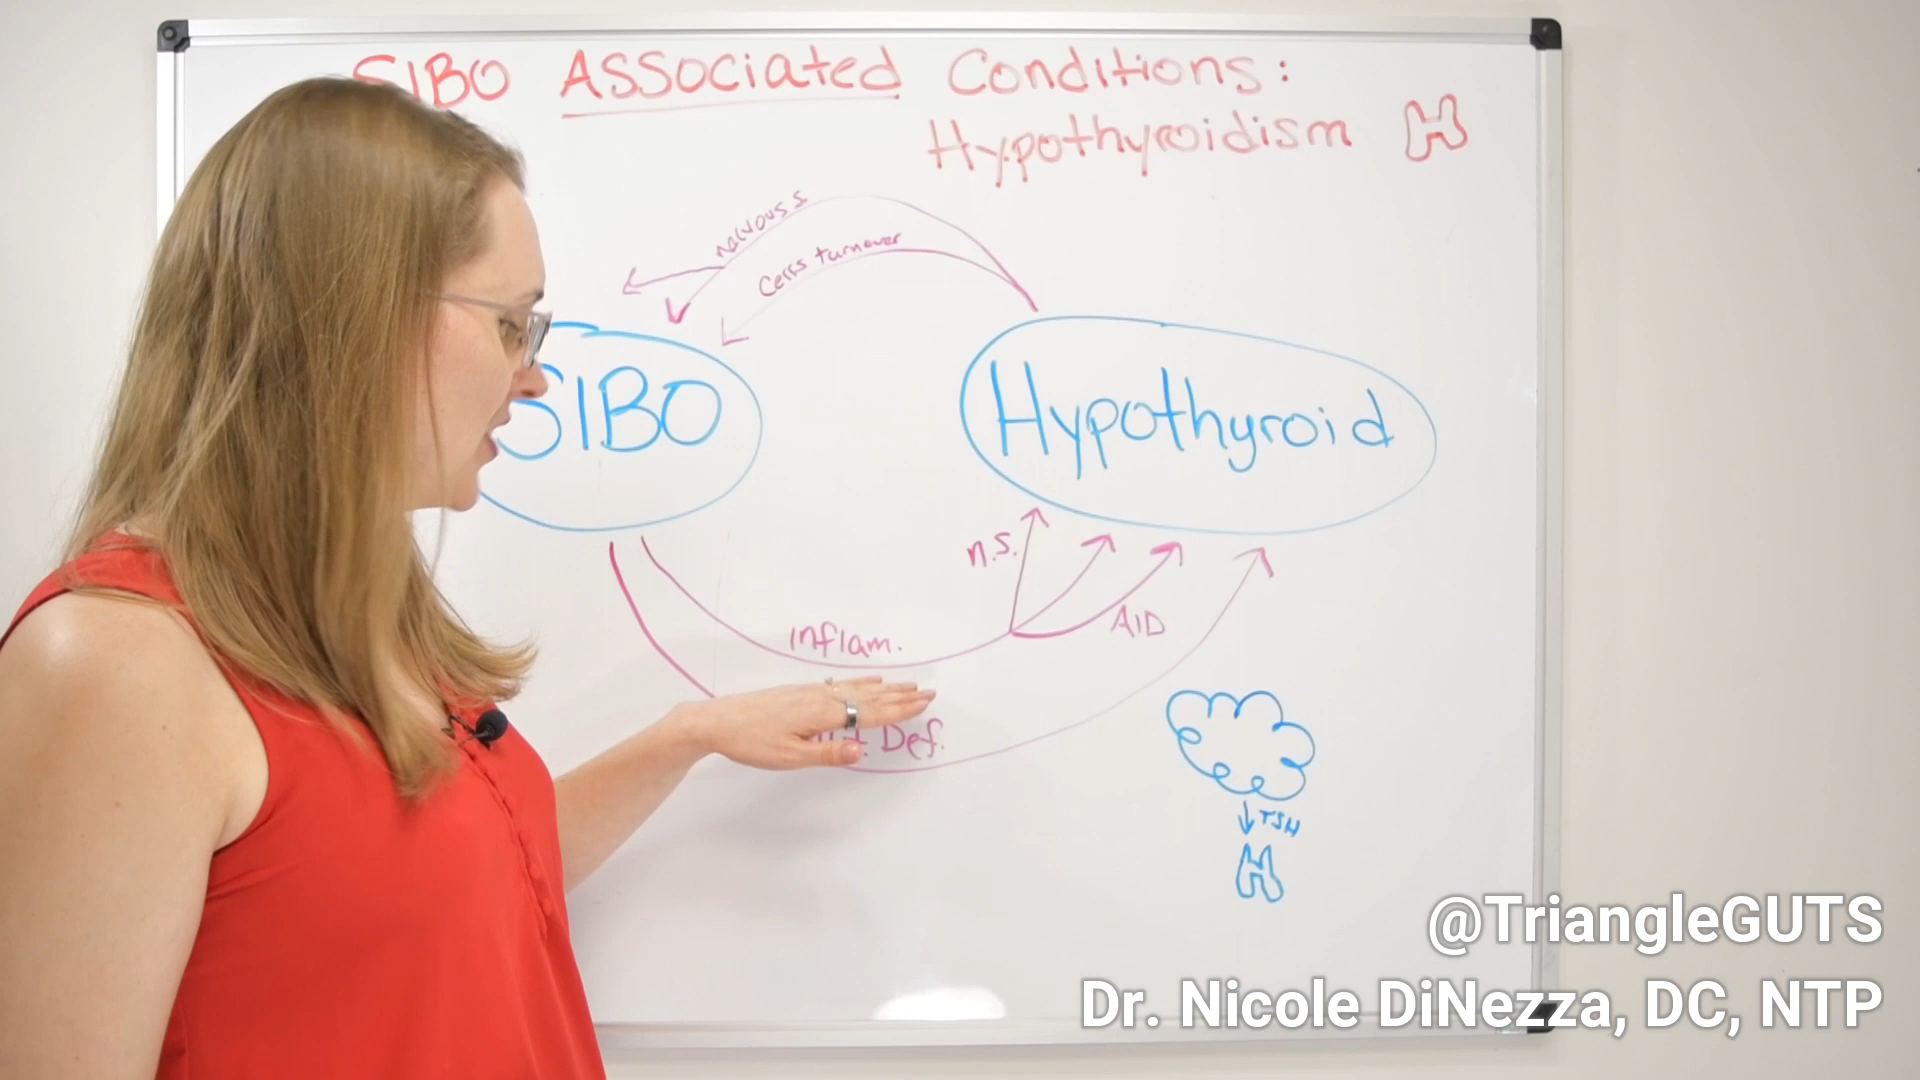 SIBO ASSociated Conditions:
Hypothyroidism
nervous s.
Cells turnover
SIBO
Hypothyroid
n.s.
AID
Inflam.
Def.
TSH
@TriangleGUTS
Dr. Nicole DiNezza, DC, NTP